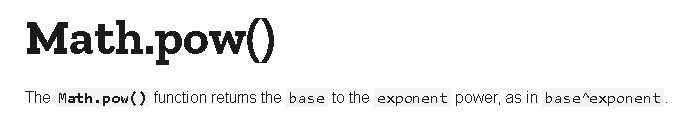 Math.pow()
The Math.pow() function returns the base to the exponent power, as in base^exponent.